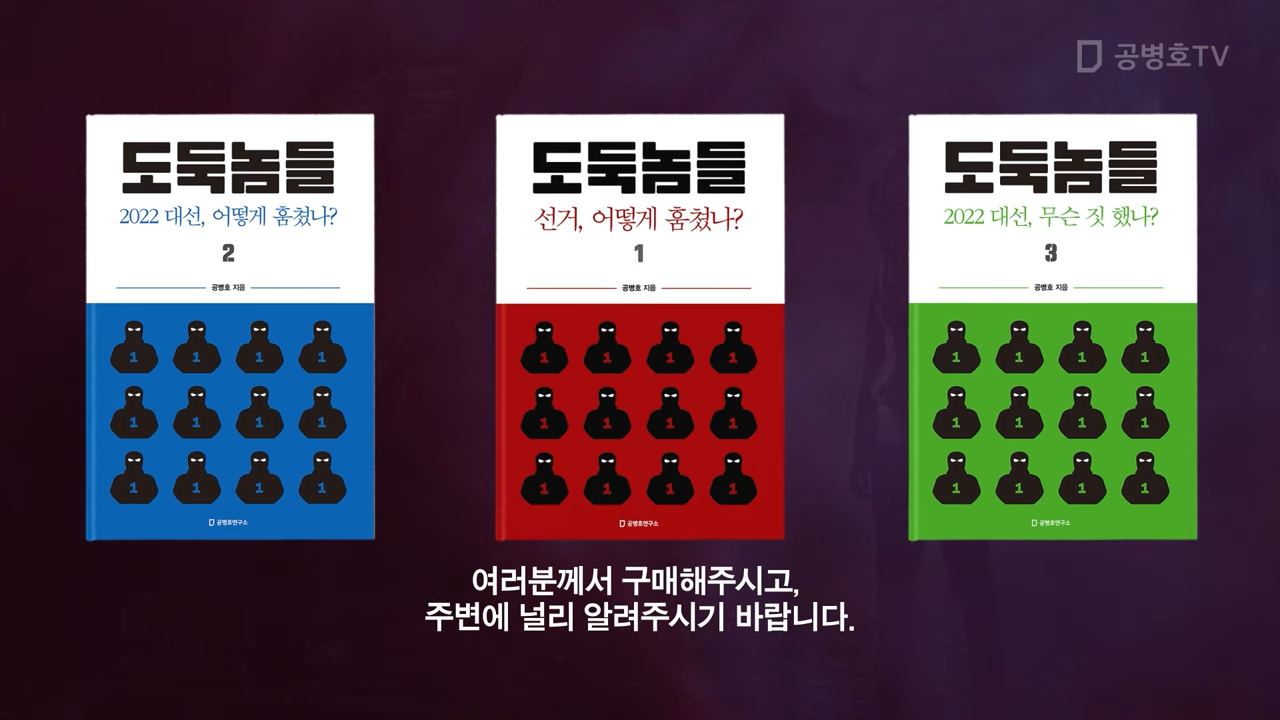 공병호TV
도둑놈들
2022 대선, 어떻게 훔쳤나?
2
공병호 지음
1 1 1 1
1 1 1 1
1 1 1 1
공병호연구소
도둑놈들
선거, 어떻게 훔쳤나?
1
공병호 지음
1 1 1 1
1 1 1 1
1 1 1 1
공병호연구소
도둑놈들
2022 대선, 무슨 짓 했나?
3
공병호 지음
1 1 1 1
1 1 1 1
1 1 1 1
공병호연구소
여러분께서 구매해주시고,
주변에 널리 알려주시기 바랍니다.